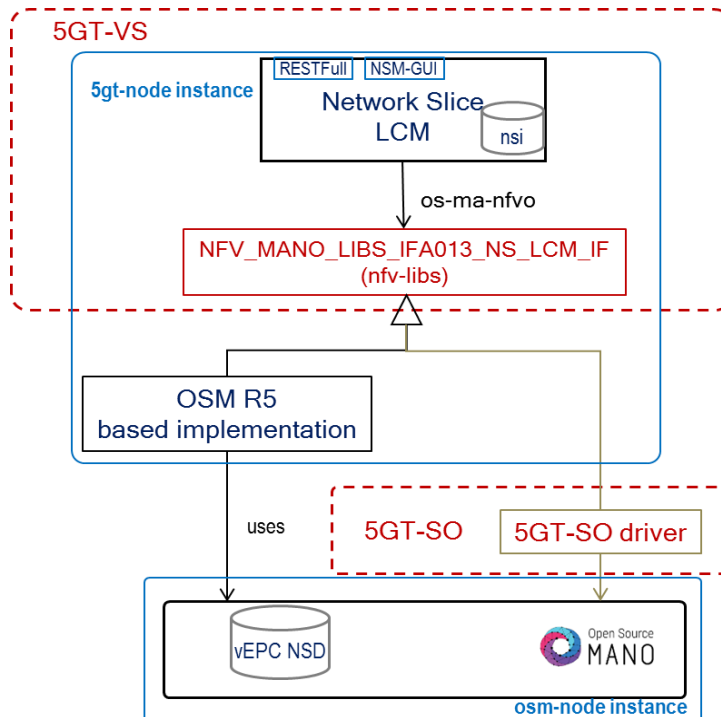 5GT-VS
RESTFull
NSM-GUI
5gt-node instance
Network Slice
LCM
nsi
os-ma-nfvo
NFV_MANO_LIBS_IFA013_NS_LCM_IF
(nfv-libs)
OSM R5
based implementation
uses
5GT-SO
5GT-SO driver
vEPC NSD
Open Source
MANO
osm-node instance